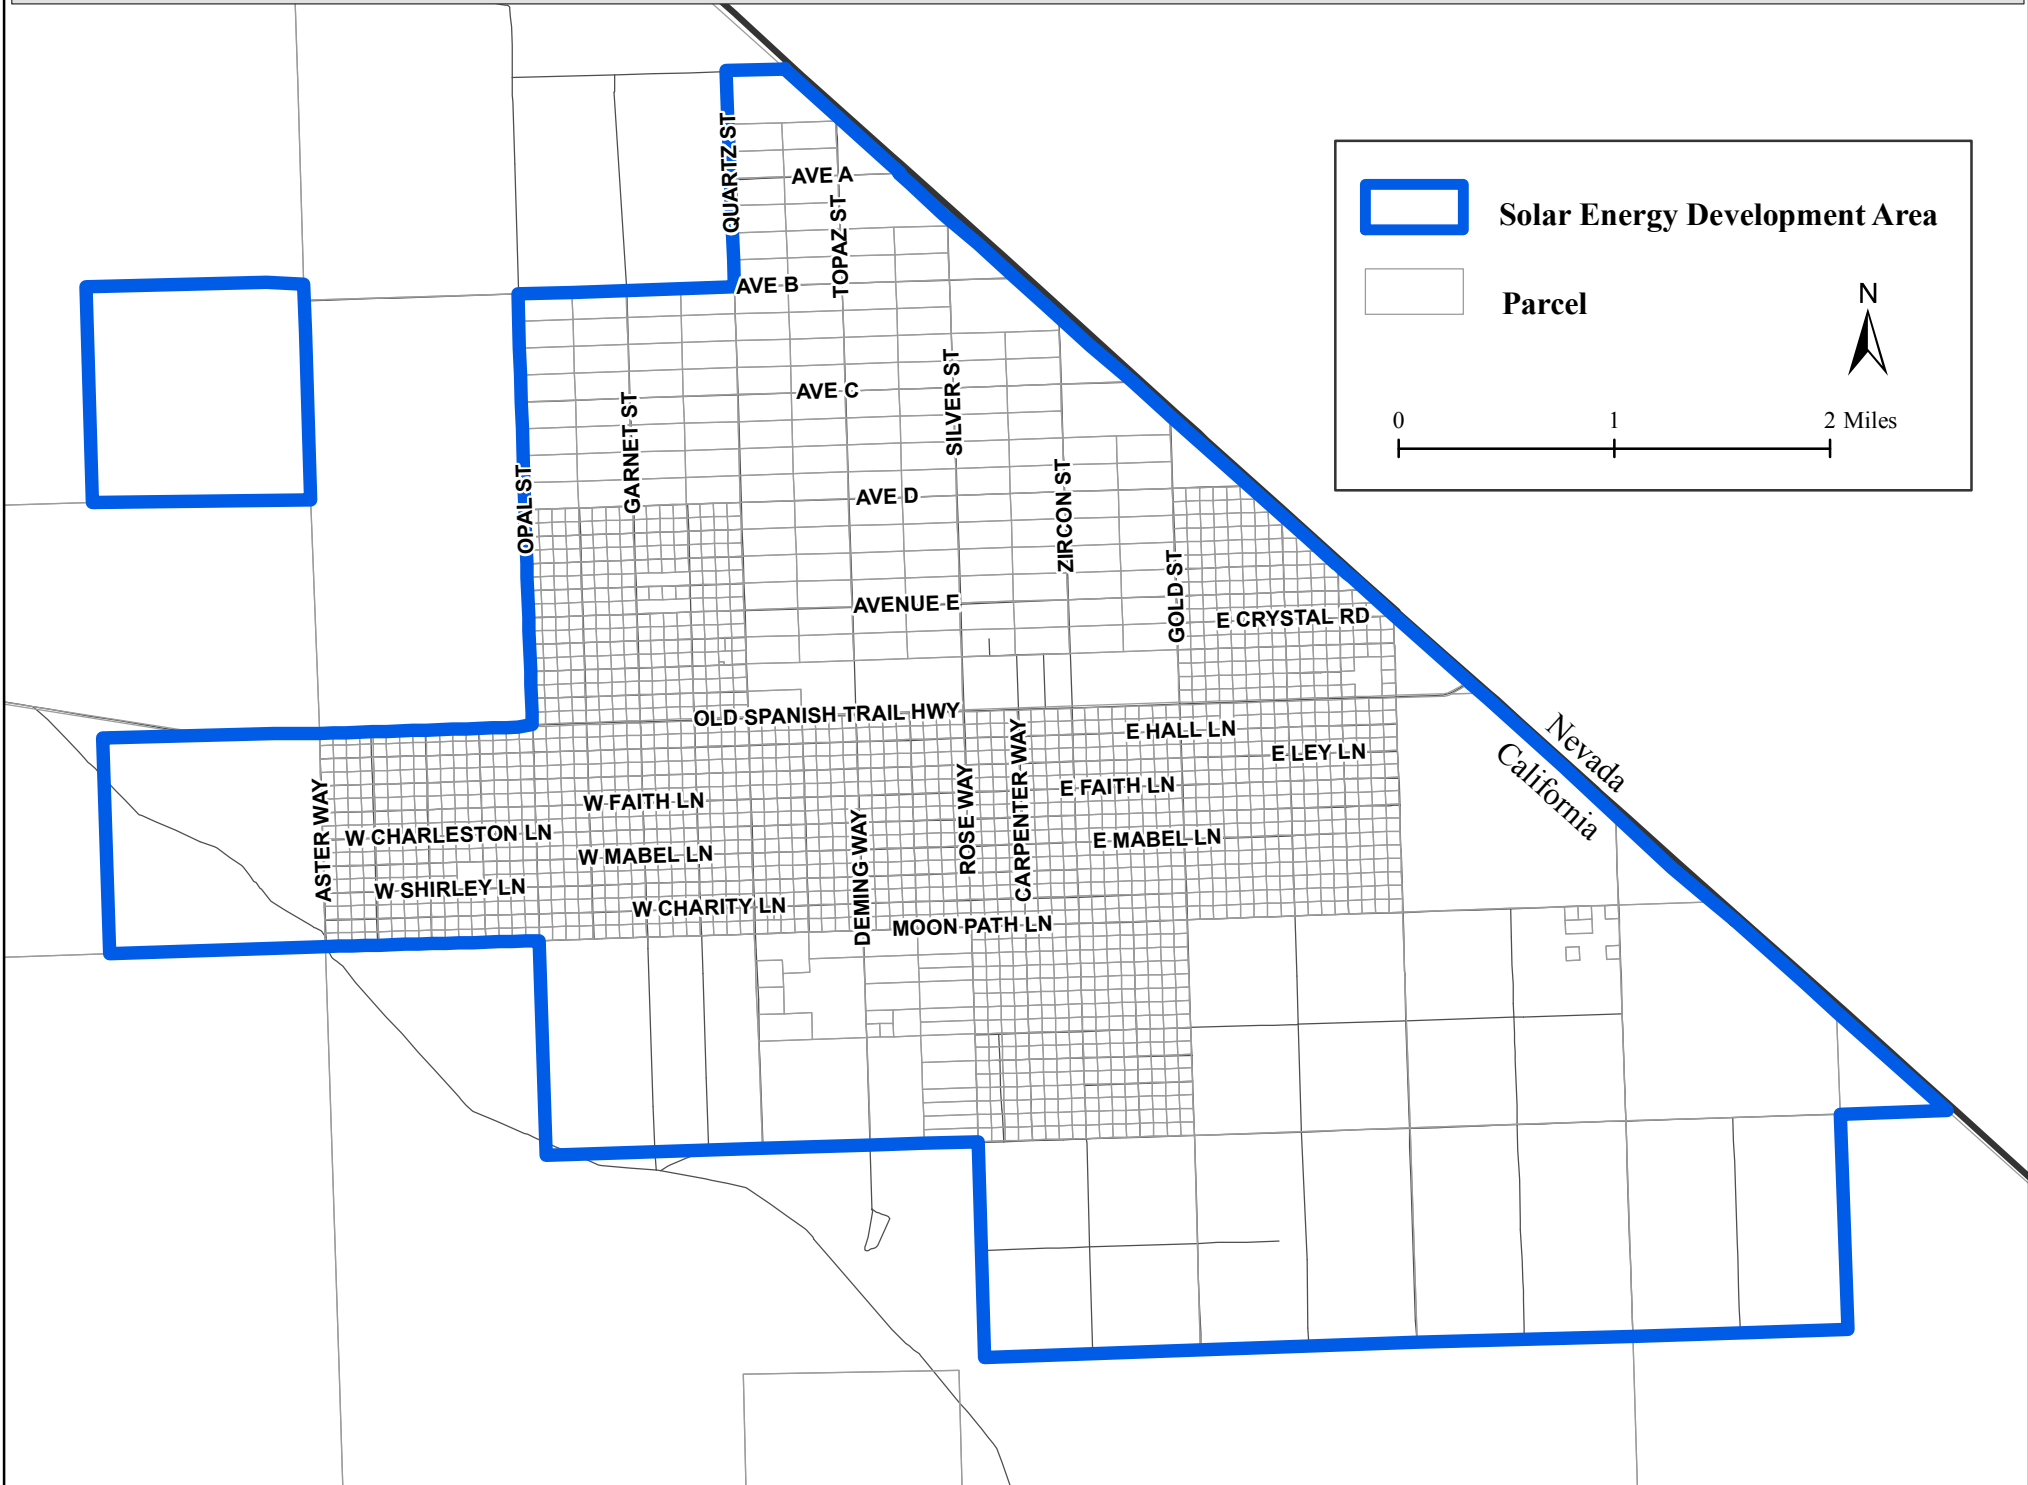 QUARTZ ST
AVE A
TOPAZ ST
AVE B
Solar Energy Development Area
Parcel
N
0 1 2 Miles
GARNET ST
AVE C
SILVER ST
OPAL ST
AVE D
ZIRCON ST
GOLD ST
AVENUE E
E CRYSTAL RD
OLD SPANISH TRAIL HWY
E HALL LN
E LEY LN
Nevada
California
ASTER WAY
W FAITH LN
W CHARLESTON LN
W MABEL LN
W SHIRLEY LN
W CHARITY LN
DEMING WAY
ROSE WAY
CARPENTER WAY
E FAITH LN
E MABEL LN
MOON PATH LN